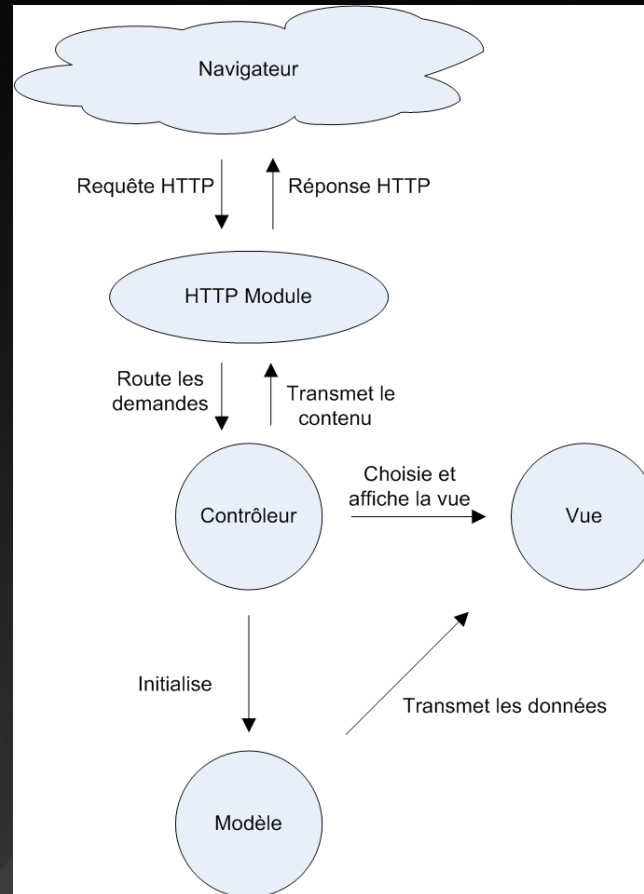 Navigateur
Requête HTTP
Réponse HTTP
HTTP Module
Route les
demandes
Transmet le
contenu
Contrôleur
Choisie et
affiche la vue
Vue
Initialise
Transmet les données
Modèle